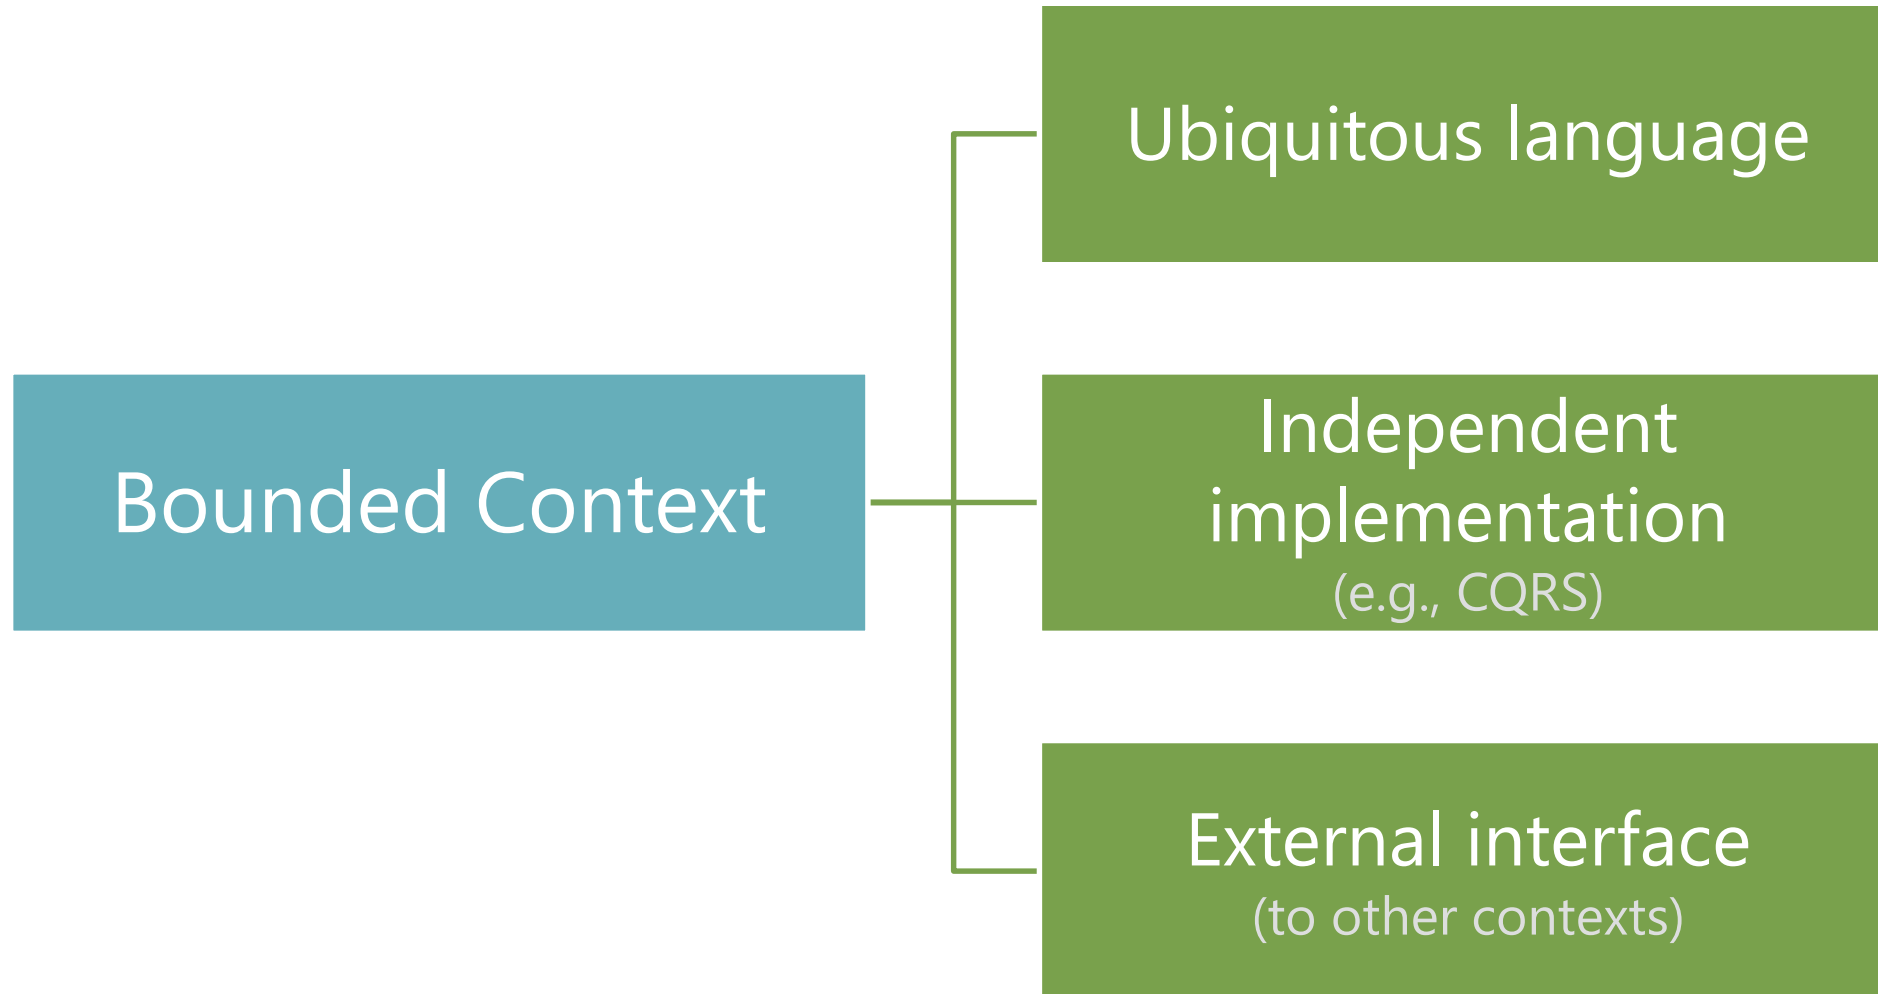 Ubiquitous language
Bounded Context
Independent
implementation
(e.g., CQRS)
External interface
(to other contexts)